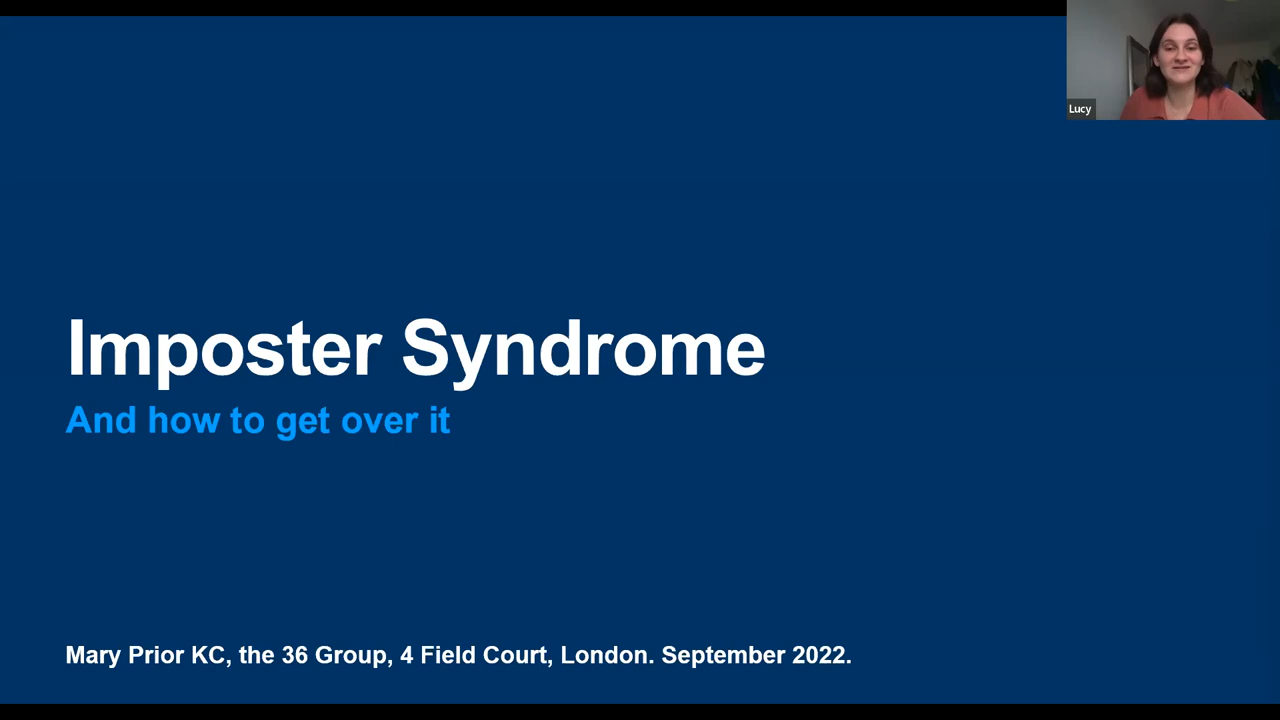 Lucy
Imposter Syndrome
And how to get over it
Mary Prior KC, the 36 Group, 4 Field Court, London. September 2022.